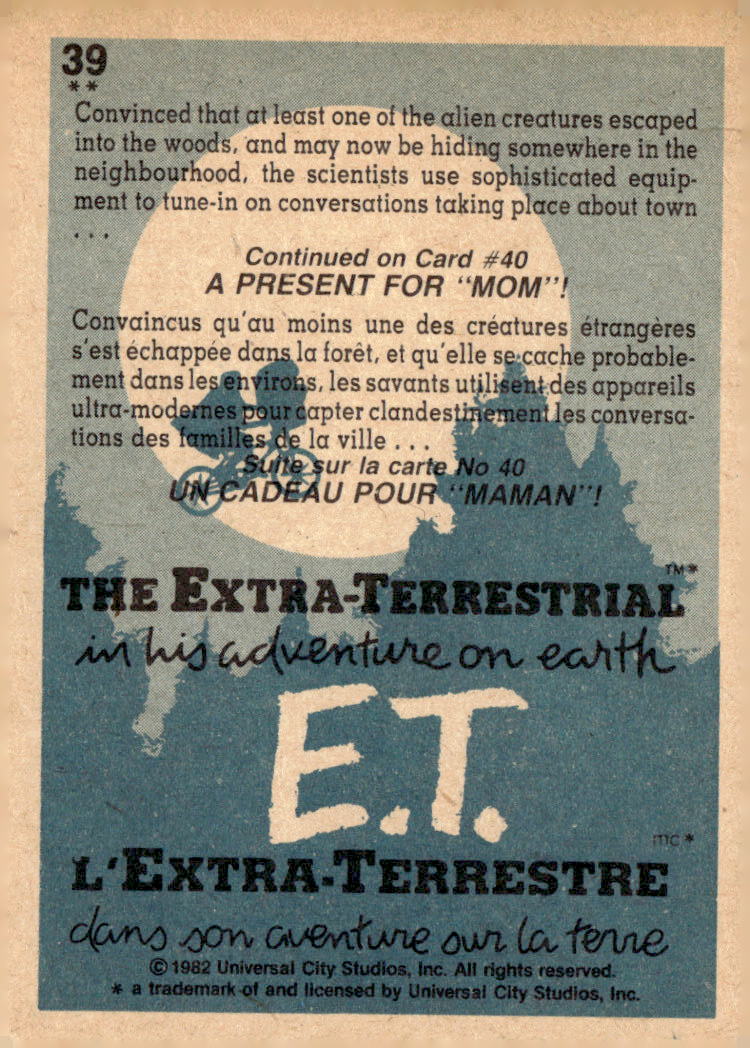 39
**
Convinced that at least one of the alien creatures escaped
into the woods, and may now be hiding somewhere in the
neighbourhood, the scientists use sophisticated equip-
ment to tune-in on conversations taking place about town
. . .
Continued on Card #40
A PRESENT FOR "MOM"!
Convaincus qu'au moins une des créatures étrangères
s'est échappée dans la forêt, et qu'elle se cache probable-
ment dans les environs, les savants utilisent des appareils
ultra-modernes pour capter clandestinement les conversa-
tions des familles de la ville . . .
Suite sur la carte No 40
UN CADEAU POUR "MAMAN"!
THE EXTRA-TERRESTRIAL TM*
in his adventure on earth
E.T.
L'EXTRA-TERRESTRE MC*
dans son aventure sur la terre
© 1982 Universal City Studios, Inc. All rights reserved.
* a trademark of and licensed by Universal City Studios, Inc.